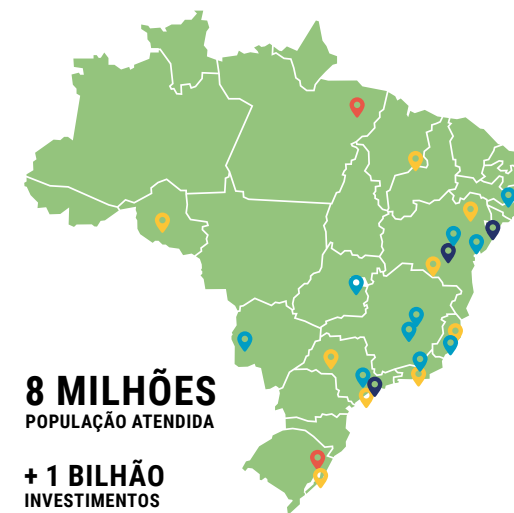 8 MILHÕES
POPULAÇÃO ATENDIDA
+ 1 BILHÃO
INVESTIMENTOS